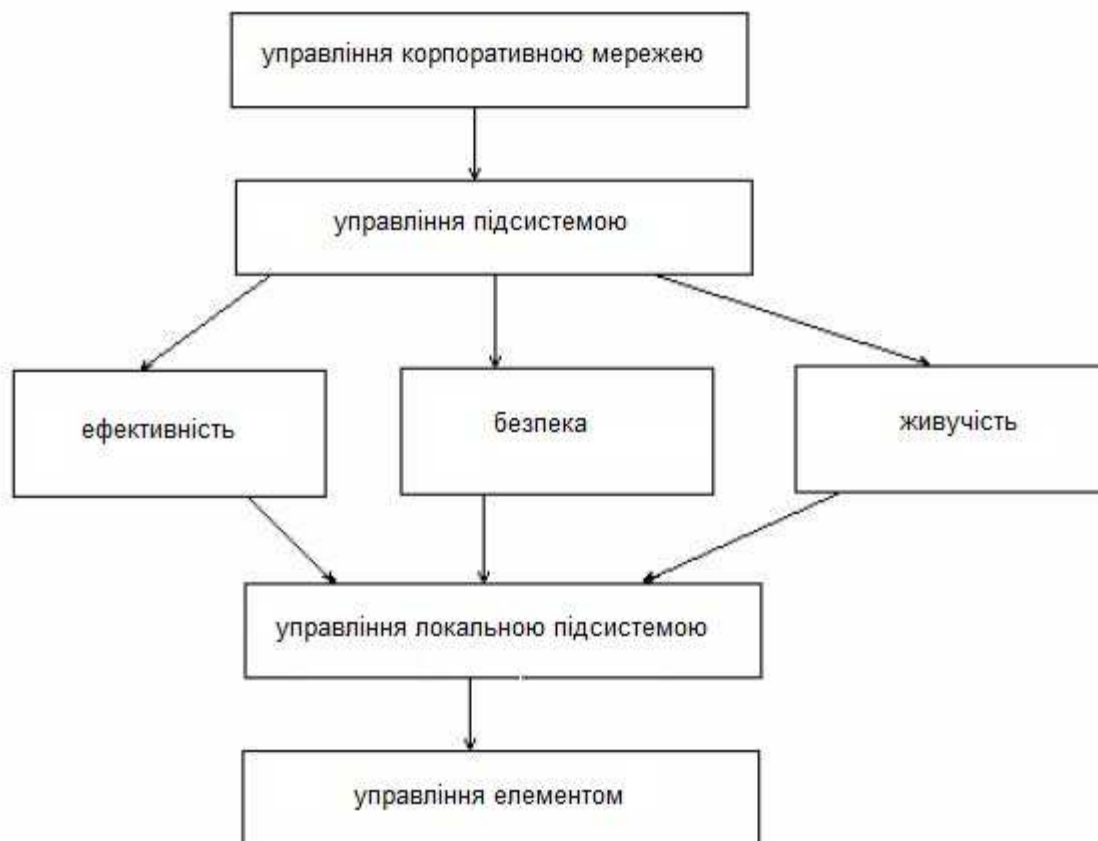 управління корпоративною мережею
управління підсистемою
ефективність
безпека
живучість
управління локальною підсистемою
управління елементом